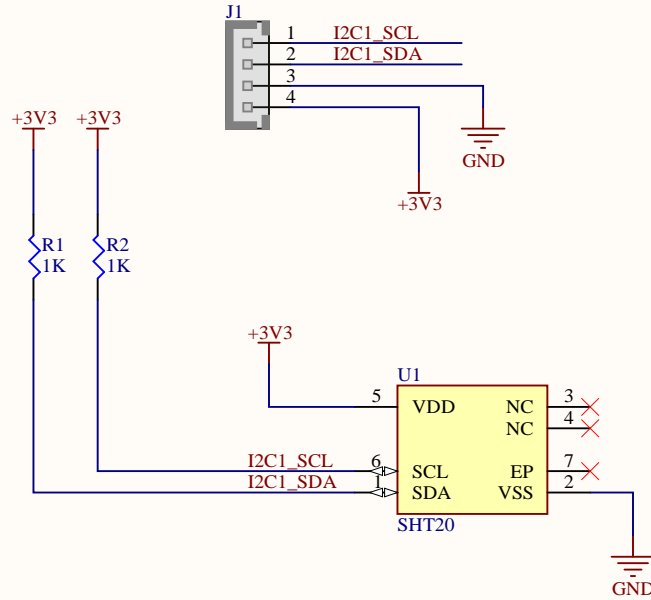 J1
1 I2C1_SCL
2 I2C1_SDA
3
4
GND
+3V3
+3V3 +3V3
R1 R2
1K 1K
+3V3
U1
5 VDD NC 3
NC 4
I2C1_SCL 6 SCL EP 7
I2C1_SDA 1 SDA VSS 2
SHT20
GND